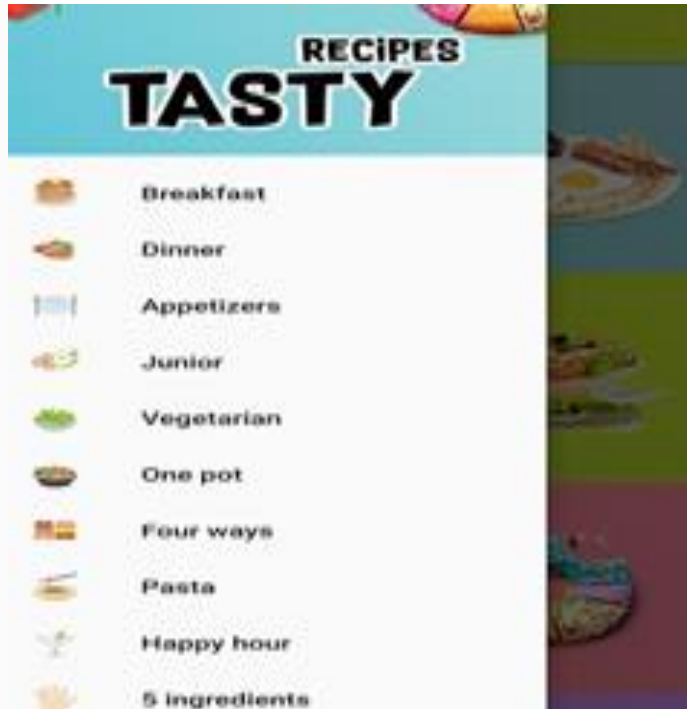 RECiPES
TASTY
Breakfast
Dinner
Appetizers
Junior
Vegetarian
One pot
Four ways
Pasta
Happy hour
5 ingredients